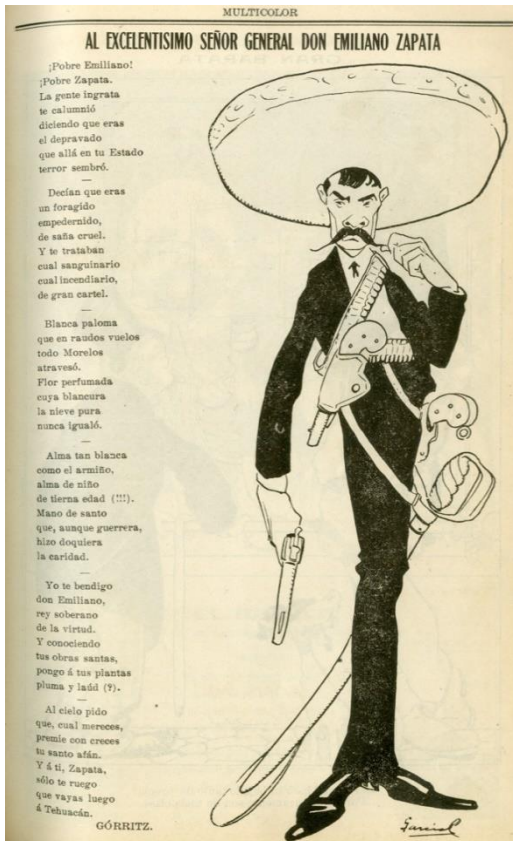 MULTICOLOR
AL EXCELENTISIMO SEÑOR GENERAL DON EMILIANO ZAPATA
¡Pobre Emiliano!
¡Pobre Zapata.
La gente ingrata
te calumnió
diciendo que eras
el depravado
que allá en tu Estado
terror sembró.
—
Decían que eras
un foragido
empedernido,
de saña cruel.
Y te trataban
cual sanguinario
cual incendiario,
de gran cartel.
—
Blanca paloma
que en raudos vuelos
todo Morelos
atravesó.
Flor perfumada
cuya blancura
la nieve pura
nunca igualó.
—
Alma tan blanca
como el armiño,
alma de niño
de tierna edad (!!!).
Mano de santo
que, aunque guerrera,
hizo doquiera
la caridad.
—
Yo te bendigo
don Emiliano,
rey soberano
de la virtud.
Y conociendo
tus obras santas,
pongo á tus plantas
pluma y laúd (?).
—
Al cielo pido
que, cual mereces,
premie con creces
tu santo afán.
Y á ti, Zapata,
sólo te ruego
que vayas luego
á Tehuacán.
GÓRRITZ.